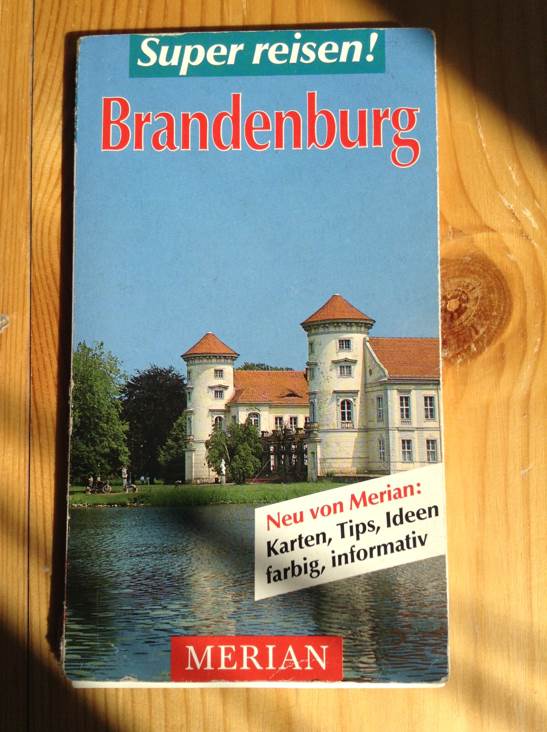 Super reisen!
Brandenburg
Neu von Merian:
Karten, Tips, Ideen
farbig, informativ
MERIAN